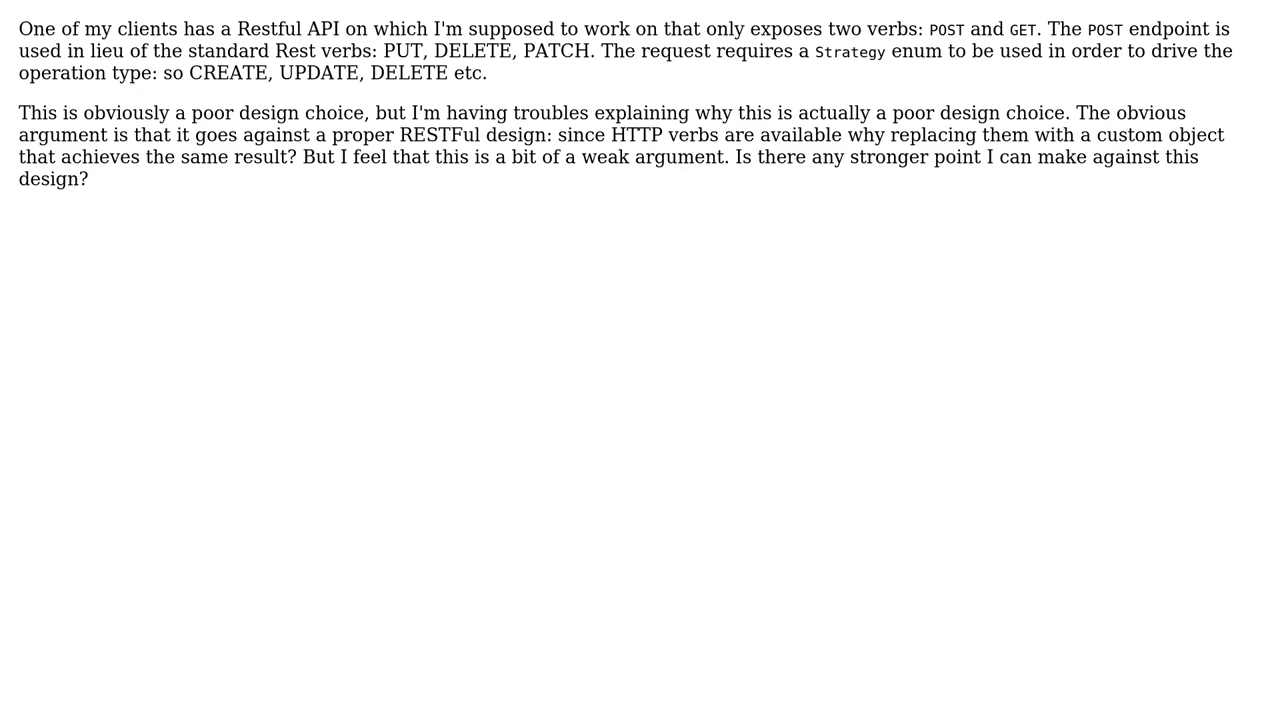 One of my clients has a Restful API on which I'm supposed to work on that only exposes two verbs: POST and GET. The POST endpoint is
used in lieu of the standard Rest verbs: PUT, DELETE, PATCH. The request requires a Strategy enum to be used in order to drive the
operation type: so CREATE, UPDATE, DELETE etc.
This is obviously a poor design choice, but I'm having troubles explaining why this is actually a poor design choice. The obvious
argument is that it goes against a proper RESTFul design: since HTTP verbs are available why replacing them with a custom object
that achieves the same result? But I feel that this is a bit of a weak argument. Is there any stronger point I can make against this
design?